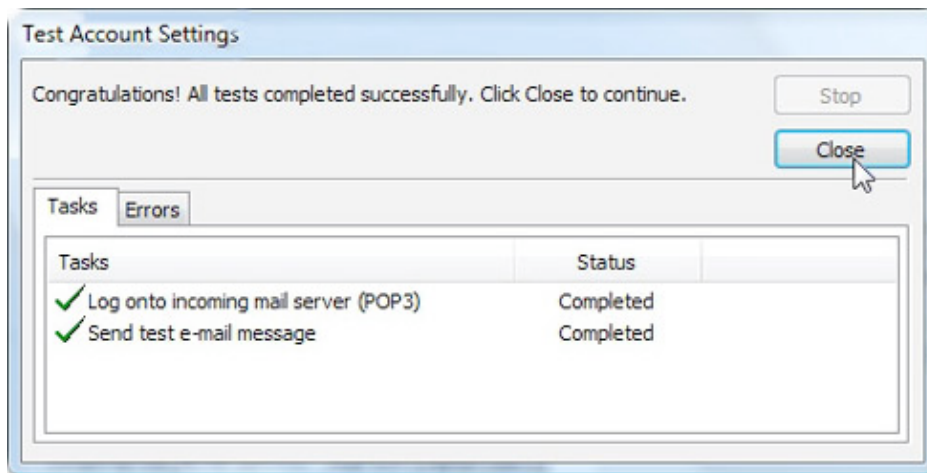 Test Account Settings
Congratulations! All tests completed successfully. Click Close to continue.
Stop
Close
Tasks Errors
Tasks Status
Log onto incoming mail server (POP3) Completed
Send test e-mail message Completed